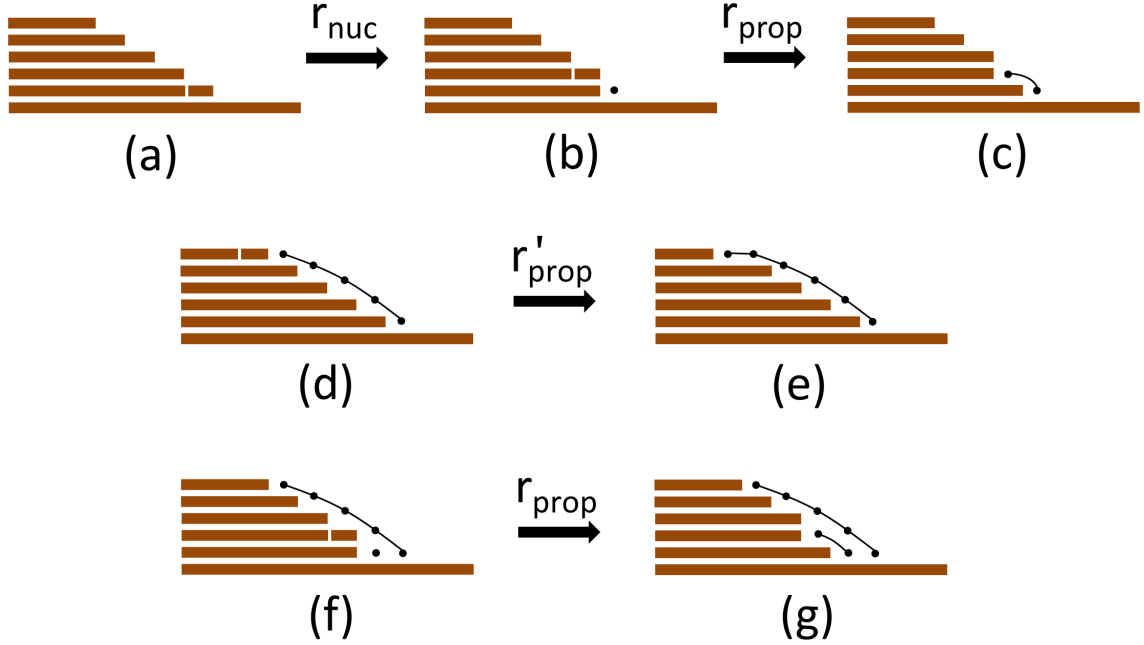 r_nuc
r_prop
(a)
(b)
(c)
r'_prop
(d)
(e)
r_prop
(f)
(g)